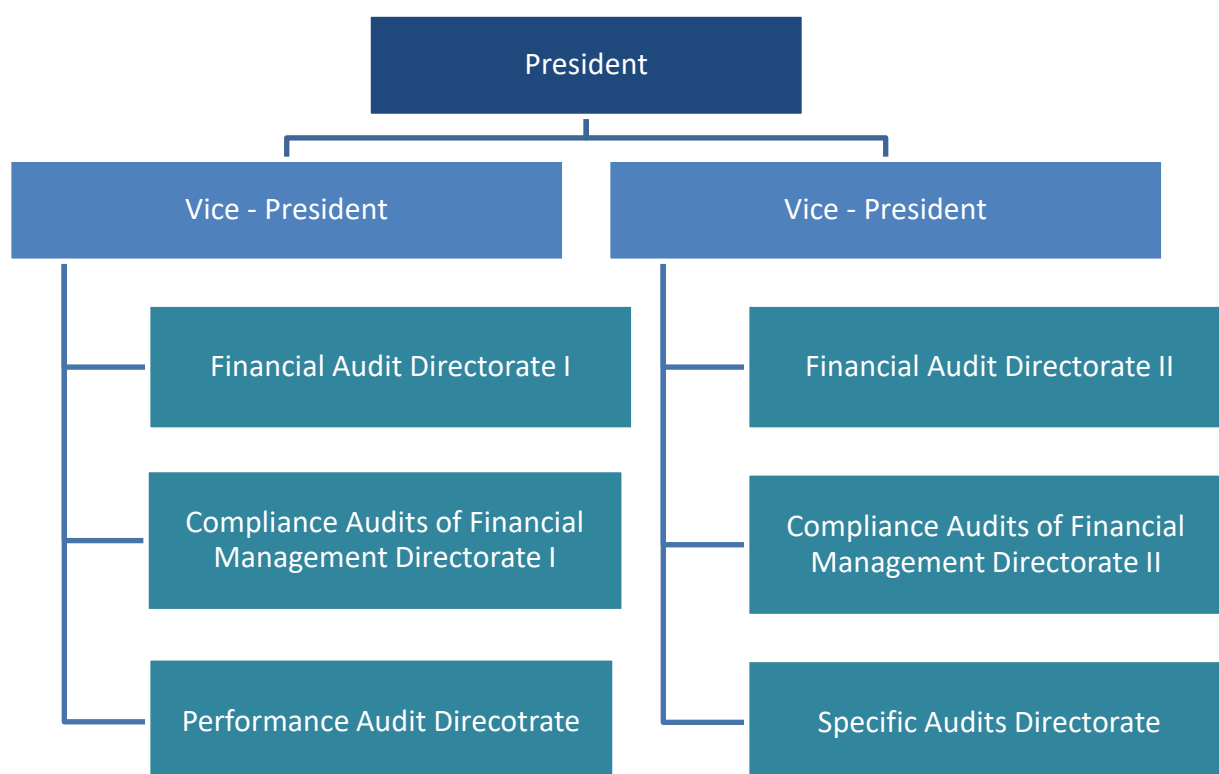 President
Vice - President
Vice - President
Financial Audit Directorate I
Financial Audit Directorate II
Compliance Audits of Financial
Management Directorate I
Compliance Audits of Financial
Management Directorate II
Performance Audit Direcotrate
Specific Audits Directorate